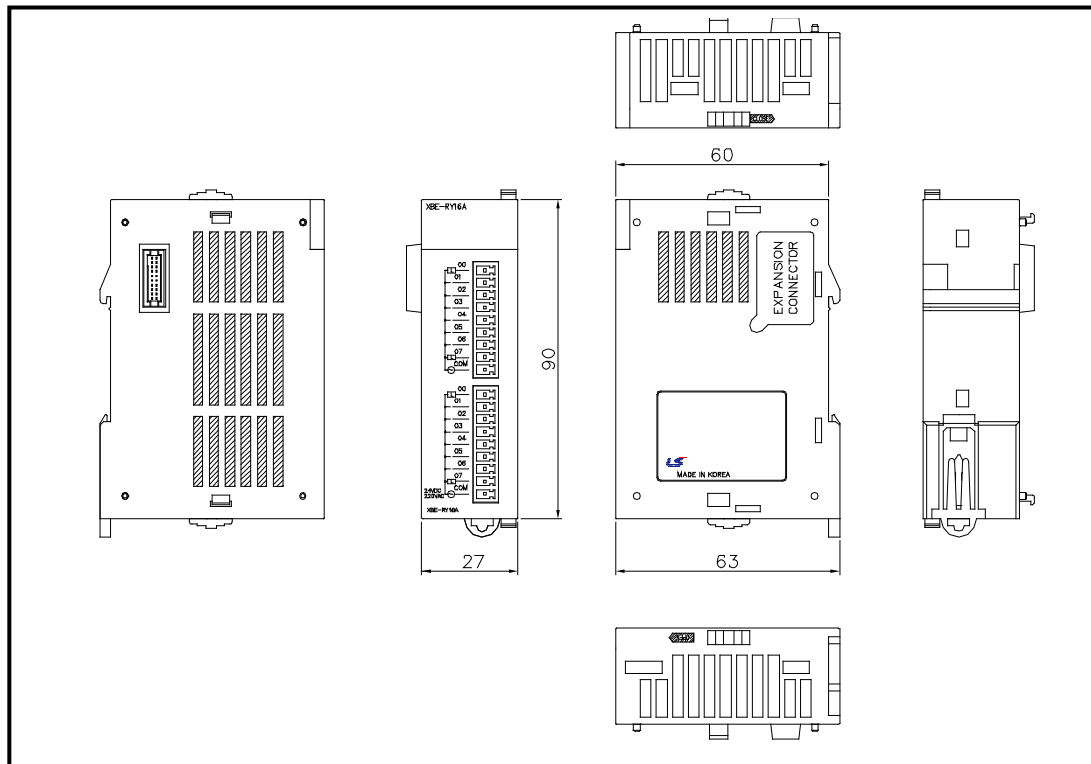 60
XBE-RY16A
00
01
02
03
04
05
06
07
COM
00
01
02
03
04
05
06
07
COM
24VDC
220VAC
XBE-RY16A
27
90
EXPANSION
CONNECTOR
LS
MADE IN KOREA
63